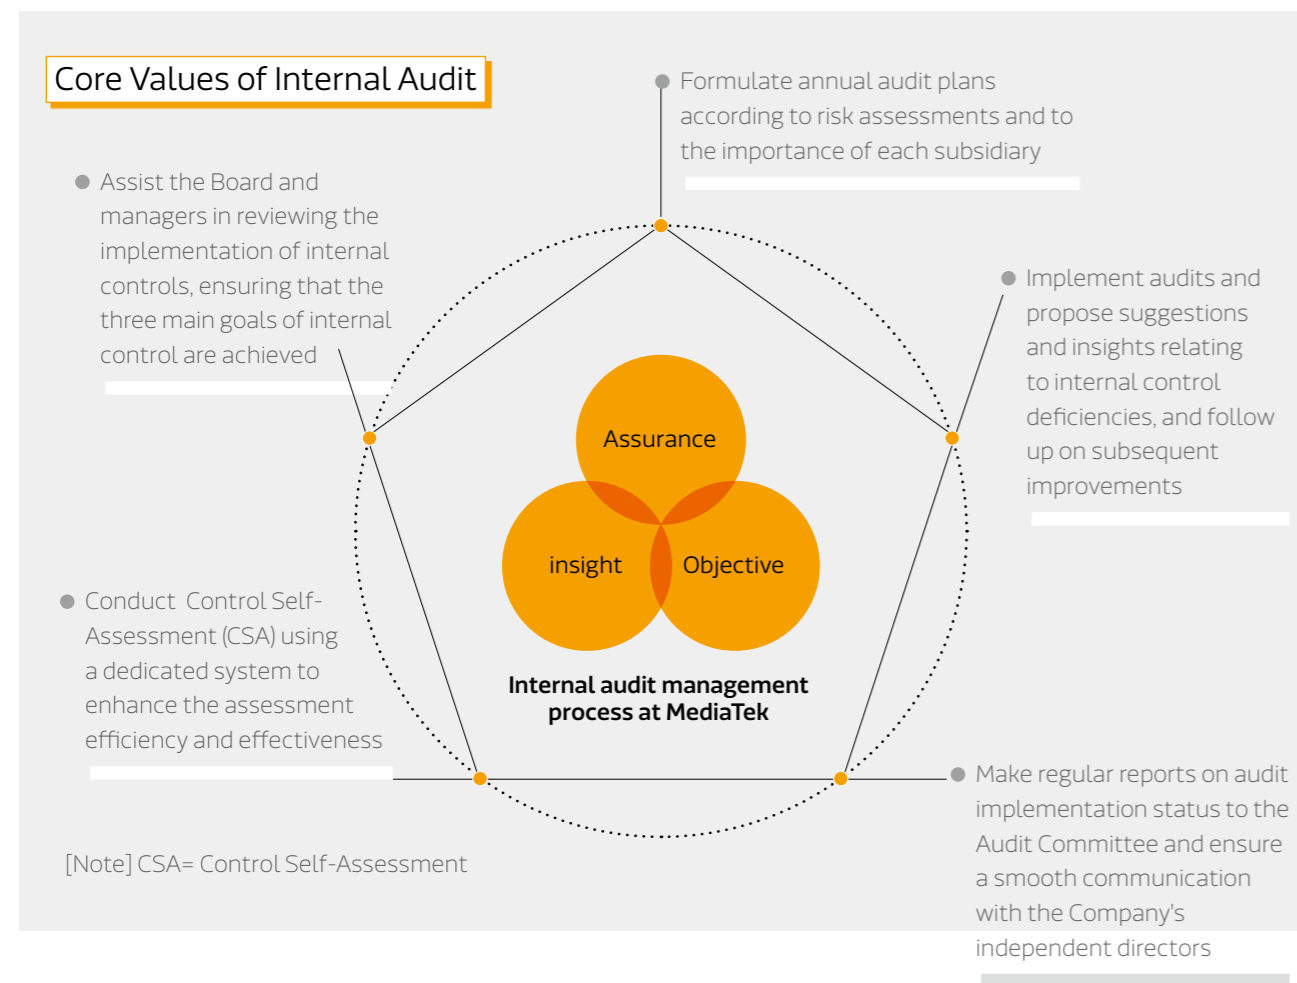 Core Values of Internal Audit
Formulate annual audit plans
according to risk assessments and to
the importance of each subsidiary
Assist the Board and
managers in reviewing the
implementation of internal
controls, ensuring that the
three main goals of internal
control are achieved
Implement audits and
propose suggestions
and insights relating
to internal control
deficiencies, and follow
up on subsequent
improvements
Assurance
insight
Objective
Internal audit management
process at MediaTek
Conduct  Control Self-
Assessment (CSA) using
a dedicated system to
enhance the assessment
efficiency and effectiveness
Make regular reports on audit
implementation status to the
Audit Committee and ensure
a smooth communication
with the Company's
independent directors
[Note] CSA= Control Self-Assessment